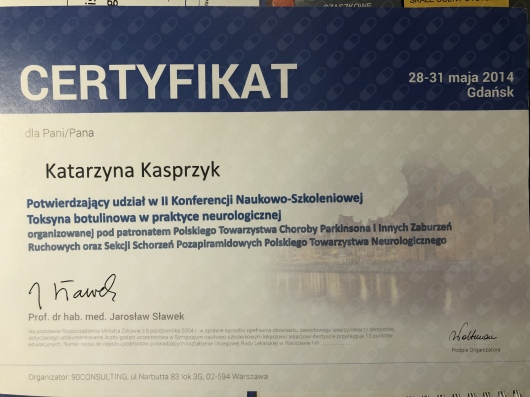 CERTYFIKAT
28-31 maja 2014
Gdańsk
dla Pani/Pana
Katarzyna Kasprzyk
Potwierdzający udział w II Konferencji Naukowo-Szkoleniowej
Toksyna botulinowa w praktyce neurologicznej
organizowanej pod patronatem Polskiego Towarzystwa Choroby Parkinsona i Innych Zaburzeń
Ruchowych oraz Sekcji Schorzeń Pozapiramidowych Polskiego Towarzystwa Neurologicznego
Prof. dr hab. med. Jarosław Sławek
Podpis Organizatora
Organizator: 90CONSULTING, ul.Narbutta 83 lok 3G, 02-594 Warszawa